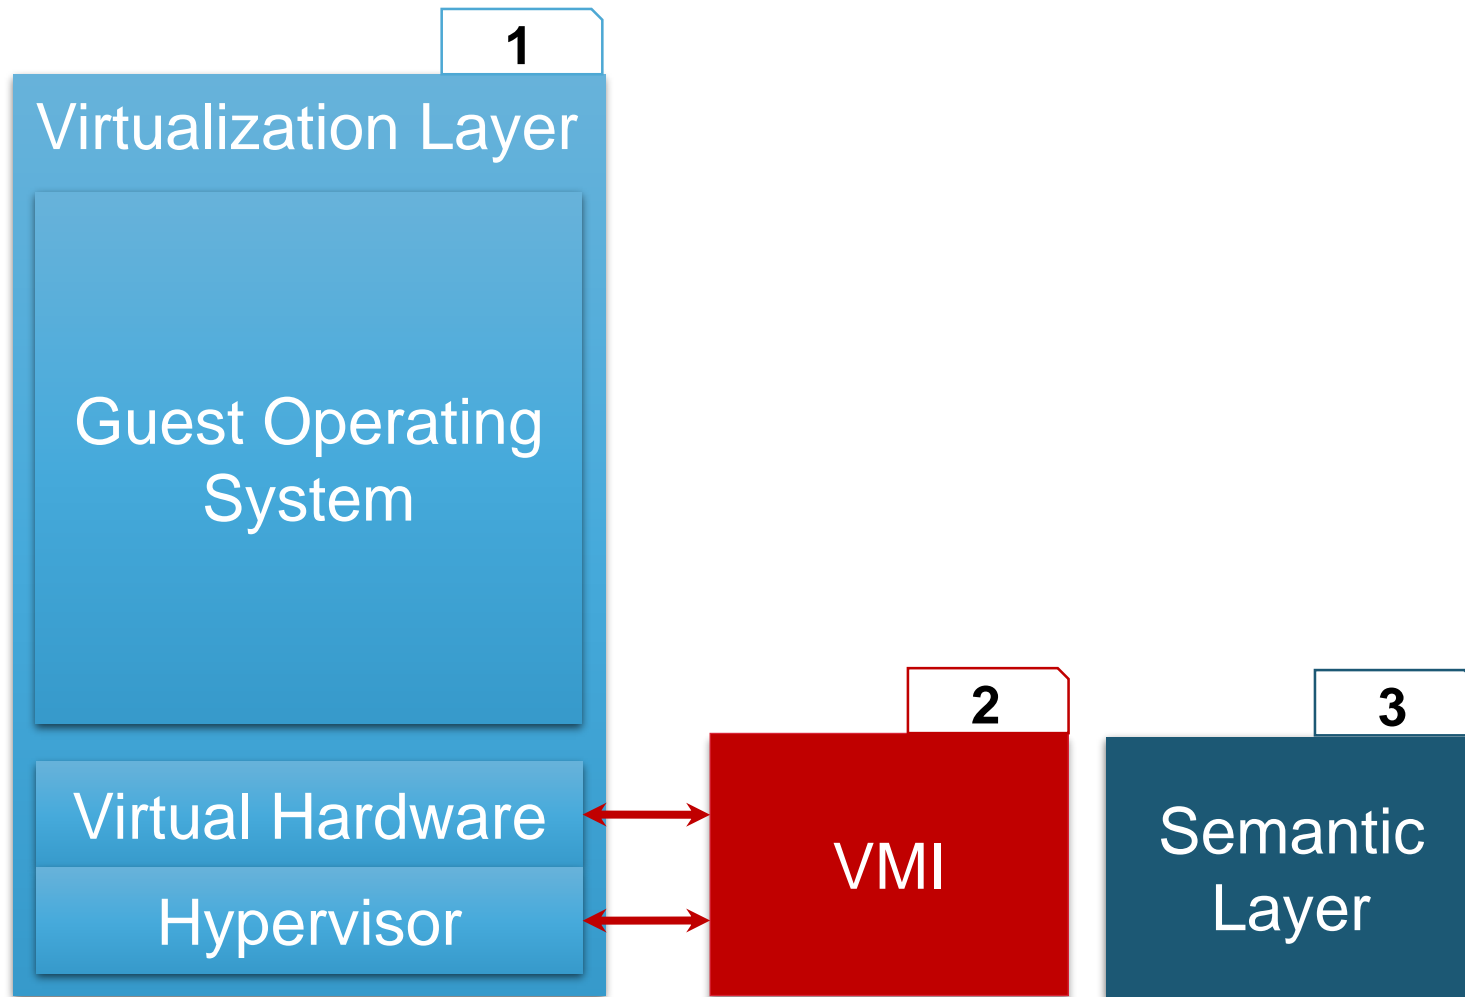 1
Virtualization Layer
Guest Operating
System
Virtual Hardware
Hypervisor
2
VMI
3
Semantic
Layer